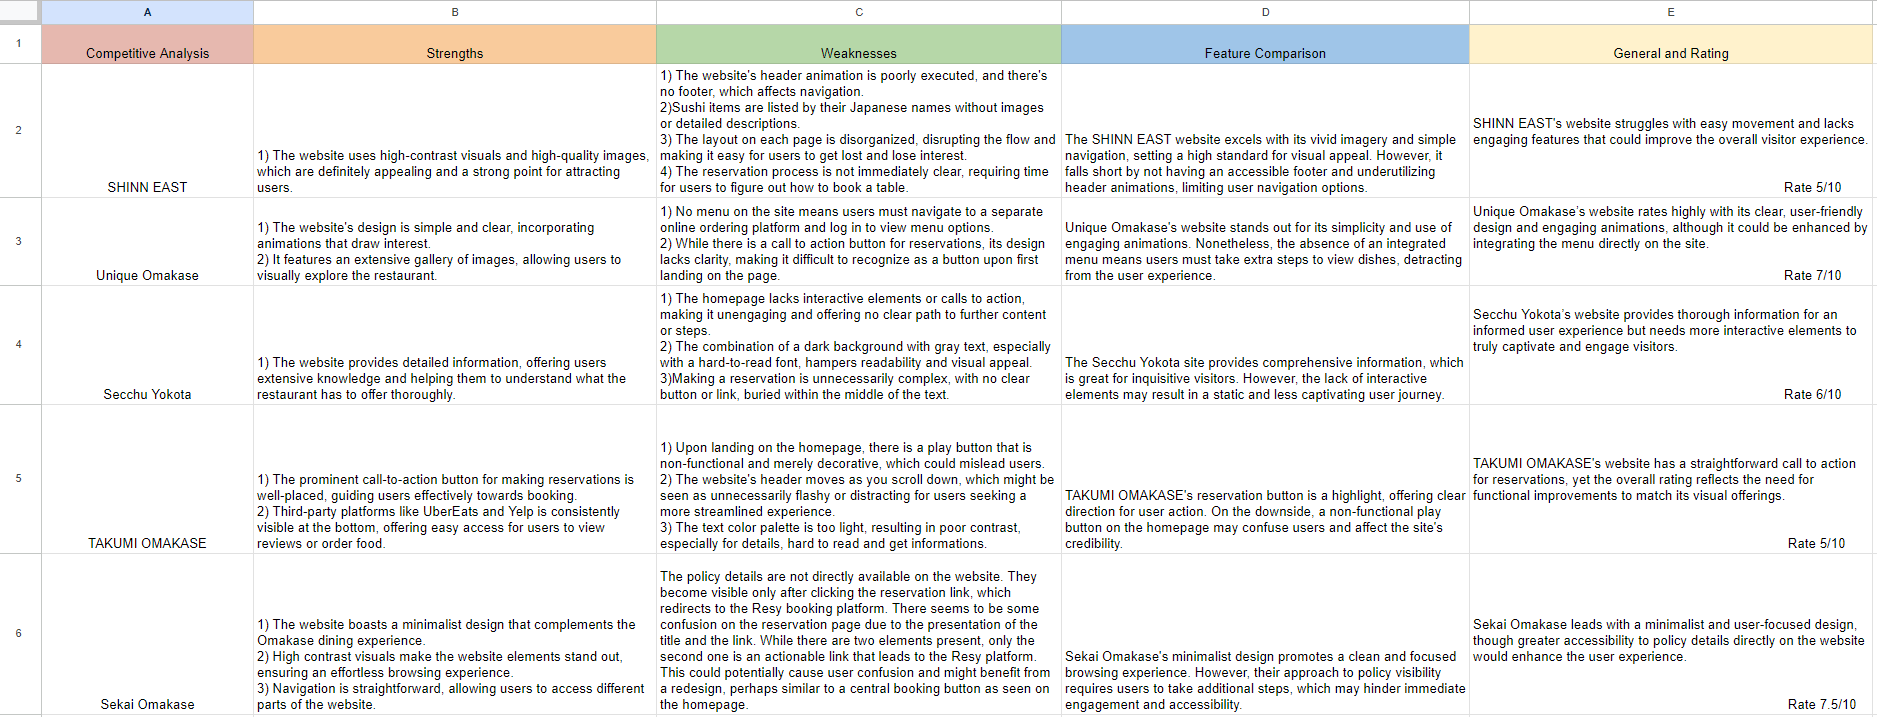 A B C D E
1 Competitive Analysis Strengths Weaknesses Feature Comparison General and Rating
2
SHINN EAST
1) The website uses high-contrast visuals and high-quality images,
which are definitely appealing and a strong point for attracting
users.
1) The website's header animation is poorly executed, and there's
no footer, which affects navigation.
2)Sushi items are listed by their Japanese names without images
or detailed descriptions.
3) The layout on each page is disorganized, disrupting the flow and
making it easy for users to get lost and lose interest.
4) The reservation process is not immediately clear, requiring time
for users to figure out how to book a table.
The SHINN EAST website excels with its vivid imagery and simple
navigation, setting a high standard for visual appeal. However, it
falls short by not having an accessible footer and underutilizing
header animations, limiting user navigation options.
SHINN EAST's website struggles with easy movement and lacks
engaging features that could improve the overall visitor experience.
Rate 5/10
3
Unique Omakase
1) The website's design is simple and clear, incorporating
animations that draw interest.
2) It features an extensive gallery of images, allowing users to
visually explore the restaurant.
1) No menu on the site means users must navigate to a separate
online ordering platform and log in to view menu options.
2) While there is a call to action button for reservations, its design
lacks clarity, making it difficult to recognize as a button upon first
landing on the page.
Unique Omakase's website stands out for its simplicity and use of
engaging animations. Nonetheless, the absence of an integrated
menu means users must take extra steps to view dishes, detracting
from the user experience.
Unique Omakase's website rates highly with its clear, user-friendly
design and engaging animations, although it could be enhanced by
integrating the menu directly on the site.
Rate 7/10
4
Secchu Yokota
1) The website provides detailed information, offering users
extensive knowledge and helping them to understand what the
restaurant has to offer thoroughly.
1) The homepage lacks interactive elements or calls to action,
making it unengaging and offering no clear path to further content
or steps.
2) The combination of a dark background with gray text, especially
with a hard-to-read font, hampers readability and visual appeal.
3)Making a reservation is unnecessarily complex, with no clear
button or link, buried within the middle of the text.
The Secchu Yokota site provides comprehensive information, which
is great for inquisitive visitors. However, the lack of interactive
elements may result in a static and less captivating user journey.
Secchu Yokota's website provides thorough information for an
informed user experience but needs more interactive elements to
truly captivate and engage visitors.
Rate 6/10
5
TAKUMI OMAKASE
1) The prominent call-to-action button for making reservations is
well-placed, guiding users effectively towards booking.
2) Third-party platforms like UberEats and Yelp is consistently
visible at the bottom, offering easy access for users to view
reviews or order food.
1) Upon landing on the homepage, there is a play button that is
non-functional and merely decorative, which could mislead users.
2) The website's header moves as you scroll down, which might be
seen as unnecessarily flashy or distracting for users seeking a
more streamlined experience.
3) The text color palette is too light, resulting in poor contrast,
especially for details, hard to read and get informations.
TAKUMI OMAKASE's reservation button is a highlight, offering clear
direction for user action. On the downside, a non-functional play
button on the homepage may confuse users and affect the site's
credibility.
TAKUMI OMAKASE's website has a straightforward call to action
for reservations, yet the overall rating reflects the need for
functional improvements to match its visual offerings.
Rate 5/10
6
Sekai Omakase
1) The website boasts a minimalist design that complements the
Omakase dining experience.
2) High contrast visuals make the website elements stand out,
ensuring an effortless browsing experience.
3) Navigation is straightforward, allowing users to access different
parts of the website.
The policy details are not directly available on the website. They
become visible only after clicking the reservation link, which
redirects to the Resy booking platform. There seems to be some
confusion on the reservation page due to the presentation of the
title and the link. While there are two elements present, only the
second one is an actionable link that leads to the Resy platform.
This could potentially cause user confusion and might benefit from
a redesign, perhaps similar to a central booking button as seen on
the homepage.
Sekai Omakase's minimalist design promotes a clean and focused
browsing experience. However, their approach to policy visibility
requires users to take additional steps, which may hinder immediate
engagement and accessibility.
Sekai Omakase leads with a minimalist and user-focused design,
though greater accessibility to policy details directly on the website
would enhance the user experience.
Rate 7.5/10